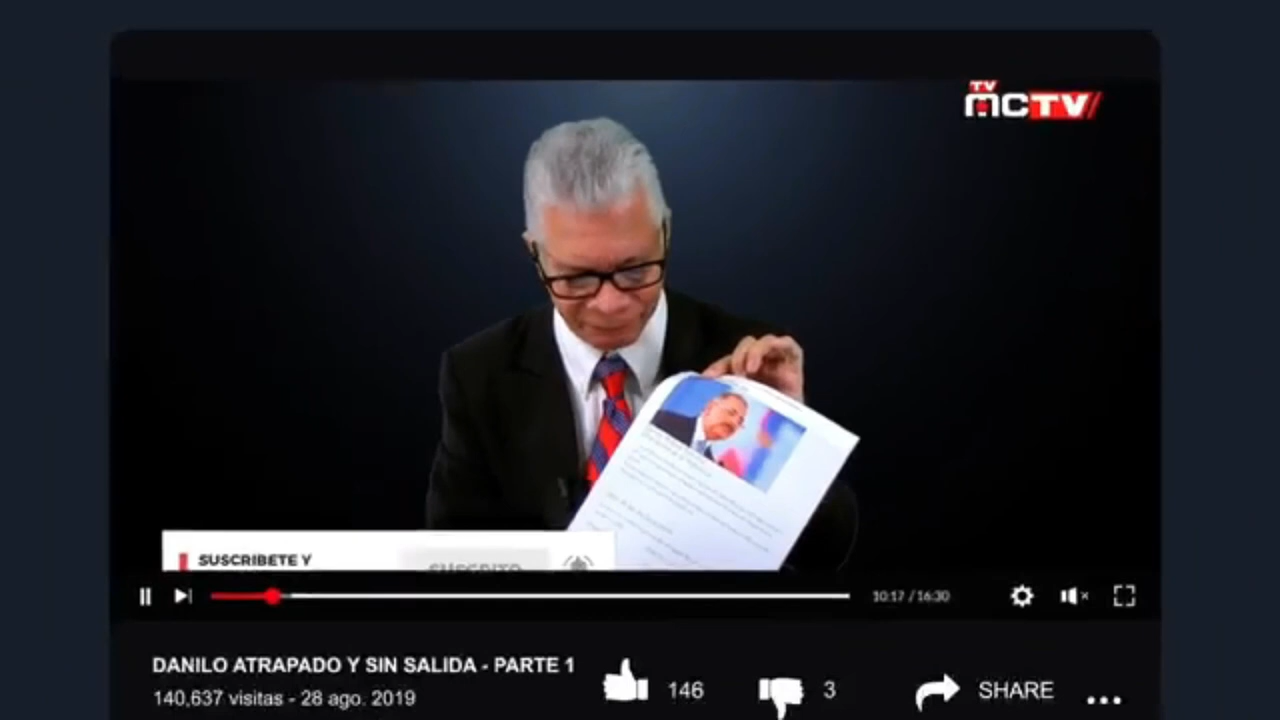 TV
MCTV
SUSCRIBETE Y
SUSCRITO
10:17 / 16:30
DANILO ATRAPADO Y SIN SALIDA - PARTE 1
140,637 visitas - 28 ago. 2019
146
3
SHARE